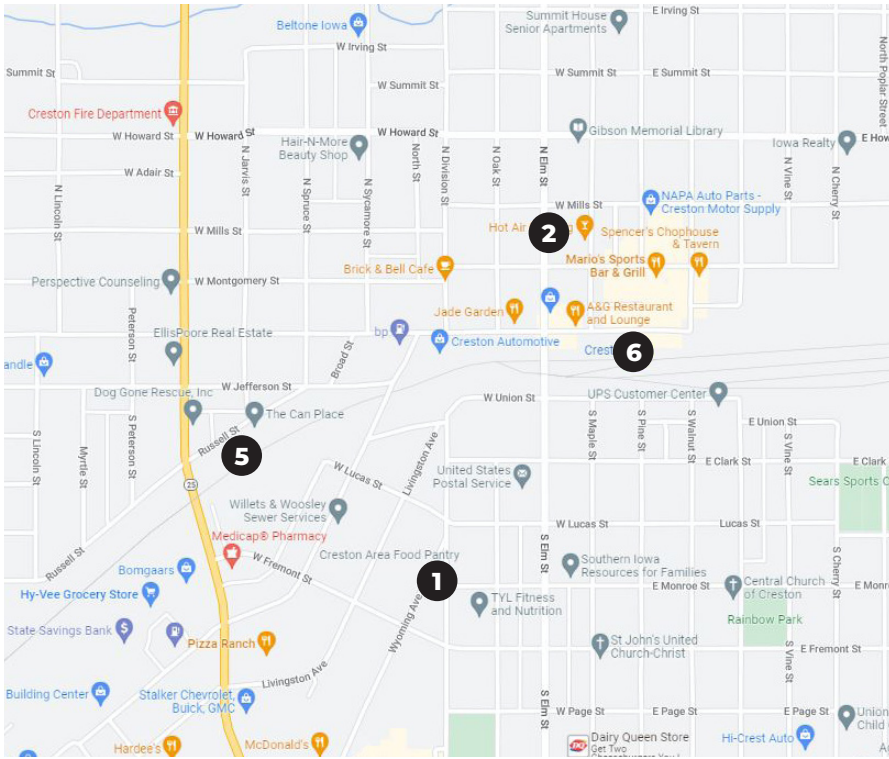 Summit House
Senior Apartments
E Irving St
Beltone Iowa
W Irving St
North Poplar Street
Summit St
W Summit St
W Summit St
E Summit St
Creston Fire Department
W Howard St
W Howard St
W Howard St
Gibson Memorial Library
Iowa Realty
E How
Hair-N-More
Beauty Shop
W Adair St
N Lincoln St
N Jarvis St
N Spruce St
N Sycamore St
North St
N Division St
N Oak St
N Elm St
N Vine St
N Cherry St
NAPA Auto Parts -
Creston Motor Supply
W Mills St
W Mills St
Hot Air
g
2
Spencer's Chophouse
& Tavern
Mario's Sports
Bar & Grill
Brick & Bell Cafe
Perspective Counseling
W Montgomery St
Peterson St
Jade Garden
A&G Restaurant
and Lounge
EllisPoore Real Estate
bp
Creston Automotive
Crest
6
andle
Broad St
W Jefferson St
Dog Gone Rescue, Inc
The Can Place
W Union St
UPS Customer Center
E Union St
S Lincoln St
Myrtle St
S Peterson St
Russell St
5
Livingston Ave
S Maple St
S Pine St
S Walnut St
S Vine St
E Clark St
E Clark
W Lucas St
United States
Postal Service
Sears Sports C
25
Willets & Woosley
Sewer Services
W Lucas St
Lucas St
Medicap® Pharmacy
Creston Area Food Pantry
S Elm St
Southern Iowa
Resources for Families
S Cherry St
Russell St
Bomgaars
W Fremont St
1
E Monroe St
Central Church
of Creston
E Monro
Hy-Vee Grocery Store
TYL Fitness
and Nutrition
Rainbow Park
State Savings Bank
Pizza Ranch
Wyoming Ave
St John's United
Church-Christ
S Vine St
E Fremont St
Livingston Ave
Building Center
Stalker Chevrolet,
Buick, GMC
S Elm St
W Page St
E Page St
E Page St
Union
Child
Hardee's
McDonald's
Dairy Queen Store
Get Two
Hi-Crest Auto